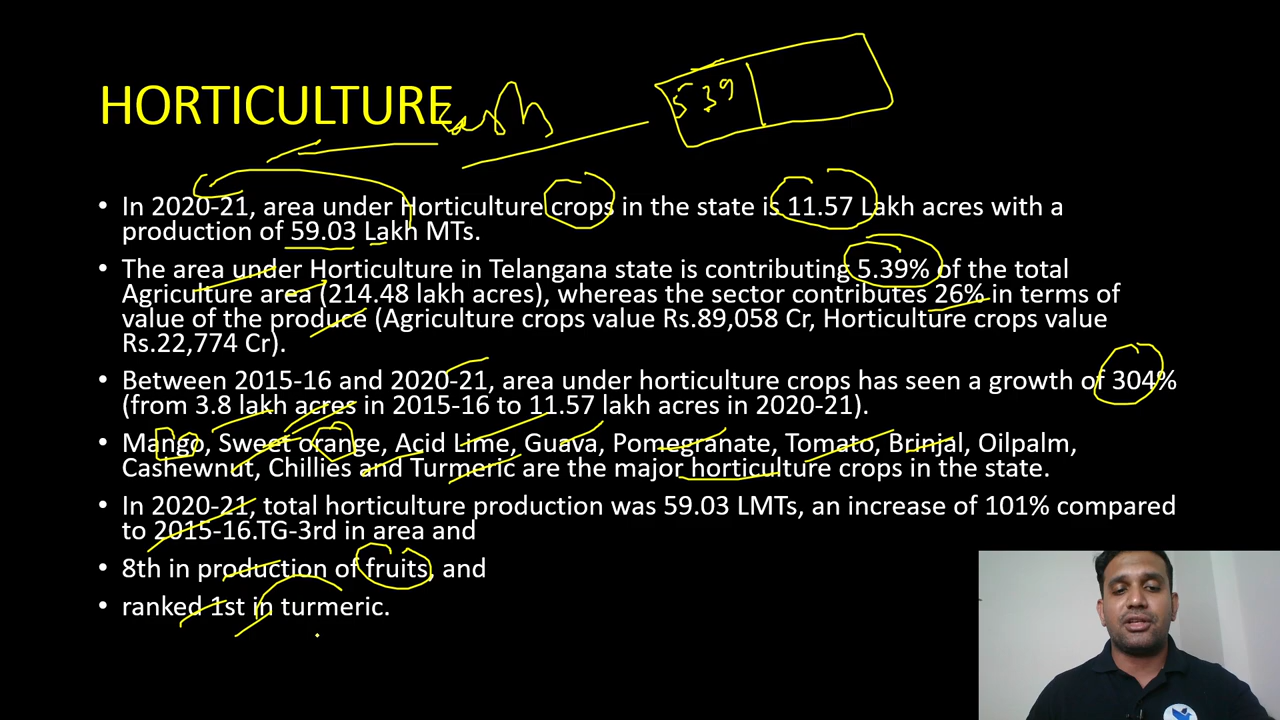 HORTICULTURE
cash
5.39
• In 2020-21, area under Horticulture crops in the state is 11.57 Lakh acres with a
production of 59.03 Lakh MTs.
• The area under Horticulture in Telangana state is contributing 5.39% of the total
Agriculture area (214.48 lakh acres), whereas the sector contributes 26% in terms of
value of the produce (Agriculture crops value Rs.89,058 Cr, Horticulture crops value
Rs.22,774 Cr).
• Between 2015-16 and 2020-21, area under horticulture crops has seen a growth of 304%
(from 3.8 lakh acres in 2015-16 to 11.57 lakh acres in 2020-21).
• Mango, Sweet orange, Acid Lime, Guava, Pomegranate, Tomato, Brinjal, Oilpalm,
Cashewnut, Chillies and Turmeric are the major horticulture crops in the state.
• In 2020-21, total horticulture production was 59.03 LMTs, an increase of 101% compared
to 2015-16.TG-3rd in area and
• 8th in production of fruits, and
• ranked 1st in turmeric.